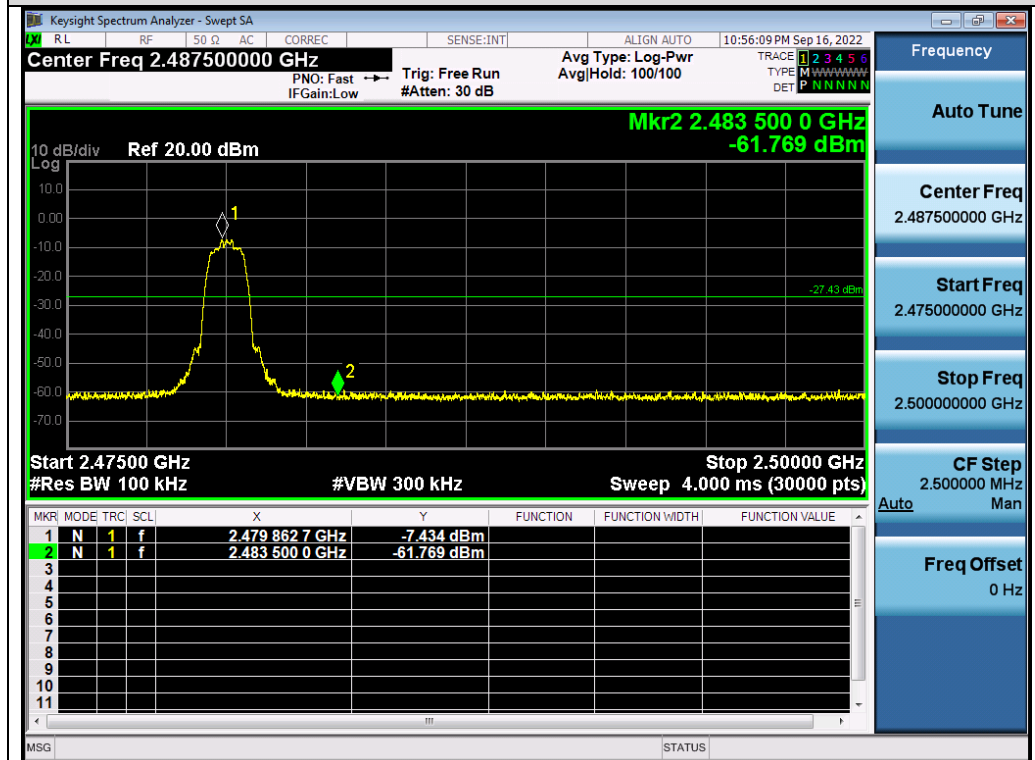 Keysight Spectrum Analyzer - Swept SA
LXI RL RF 50 Ω AC CORREC SENSE:INT ALIGN AUTO 10:56:09 PM Sep 16, 2022
Center Freq 2.487500000 GHz
PNO: Fast
IFGain:Low
Trig: Free Run
#Atten: 30 dB
Avg Type: Log-Pwr
Avg|Hold: 100/100
TRACE 1 2 3 4 5 6
TYPE M WWWWW
DET P N N N N N
Mkr2 2.483 500 0 GHz
-61.769 dBm
10 dB/div Ref 20.00 dBm
Log
10.0
0.00
-10.0
-20.0
-30.0
-40.0
-50.0
-60.0
-70.0
1
-27.43 dBm
2
Start 2.47500 GHz Stop 2.50000 GHz
#Res BW 100 kHz #VBW 300 kHz Sweep 4.000 ms (30000 pts)
MKR MODE TRC SCL X Y FUNCTION FUNCTION WIDTH FUNCTION VALUE
1 N 1 f 2.479 862 7 GHz -7.434 dBm
2 N 1 f 2.483 500 0 GHz -61.769 dBm
3
4
5
6
7
8
9
10
11
MSG STATUS
Frequency
Auto Tune
Center Freq
2.487500000 GHz
Start Freq
2.475000000 GHz
Stop Freq
2.500000000 GHz
CF Step
2.500000 MHz
Auto Man
Freq Offset
0 Hz